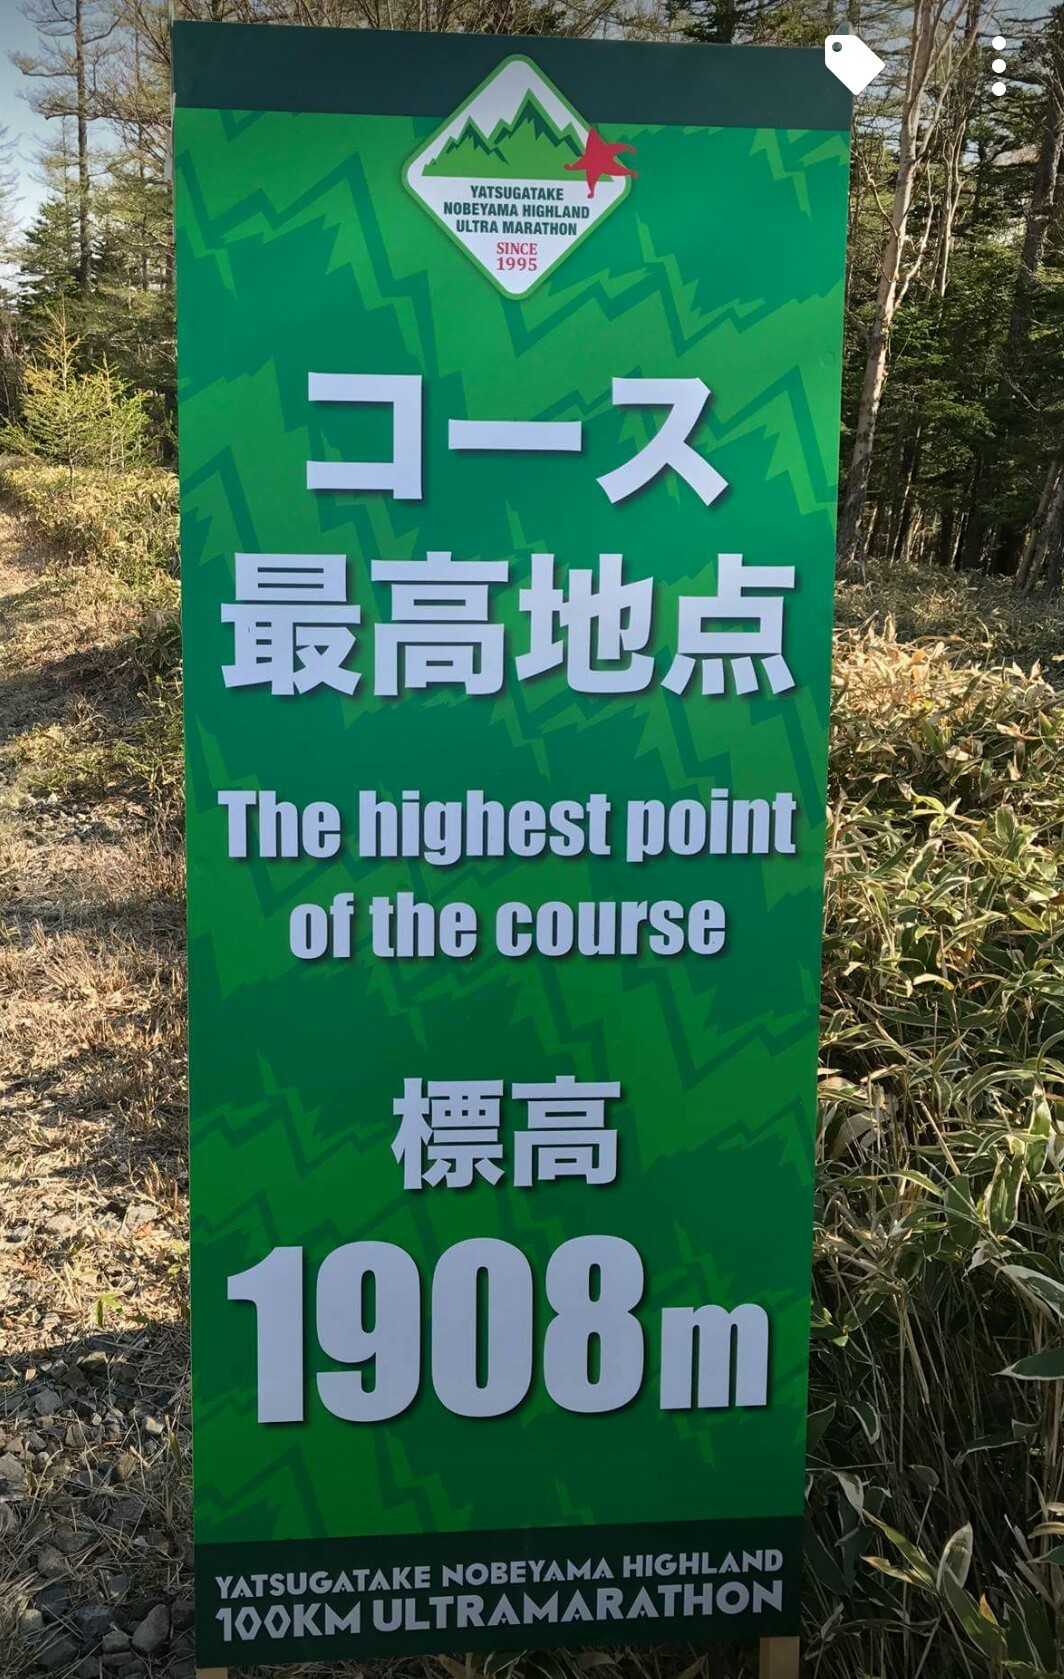 YATSUGATAKE
NOBEYAMA HIGHLAND
ULTRA MARATHON
SINCE
1995
コース
最高地点
The highest point
of the course
標高
1908m
YATSUGATAKE NOBEYAMA HIGHLAND
100KM ULTRAMARATHON